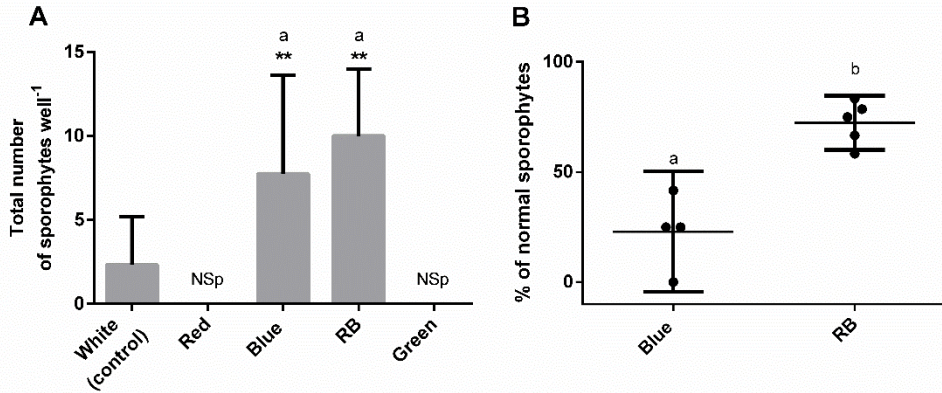 A
Total number
of sporophytes well-1
15
10
5
0
a
**
a
**
NSp
NSp
White
(control)
Red
Blue
RB
Green
B
% of normal sporophytes
100
50
0
a
b
Blue
RB